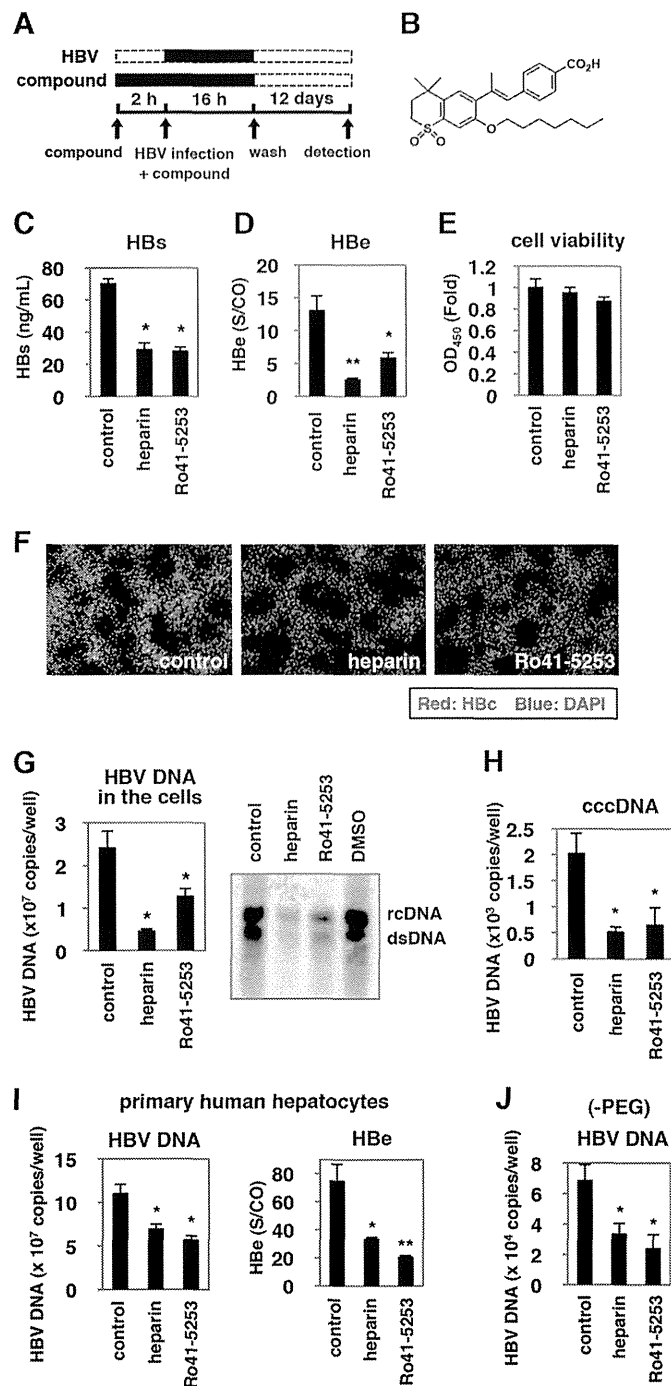 A
HBV
compound
2 h
16 h
12 days
compound
HBV infection
+ compound
wash
detection
B
CO2H
S
O
O
O
C
HBs
HBs (ng/mL)
80
60
40
20
0
*
*
control
heparin
Ro41-5253
D
HBe
HBe (S/CO)
20
15
10
5
0
**
*
control
heparin
Ro41-5253
E
cell viability
OD450 (Fold)
1.2
1
0.8
0.6
0.4
0.2
0
control
heparin
Ro41-5253
F
control
heparin
Ro41-5253
Red: HBc Blue: DAPI
G
HBV DNA
in the cells
HBV DNA (x10⁷ copies/well)
3
2
1
0
*
*
control
heparin
Ro41-5253
control
heparin
Ro41-5253
DMSO
rcDNA
dsDNA
H
cccDNA
HBV DNA (x10³ copies/well)
2.5
2
1.5
1
0.5
0
*
*
control
heparin
Ro41-5253
I
primary human hepatocytes
HBV DNA
HBV DNA (x 10⁷ copies/well)
15
10
5
0
*
*
control
heparin
Ro41-5253
HBe
HBe (S/CO)
80
60
40
20
0
*
**
control
heparin
Ro41-5253
J
(-PEG)
HBV DNA
HBV DNA (x 10⁴ copies/well)
8
6
4
2
0
*
*
control
heparin
Ro41-5253